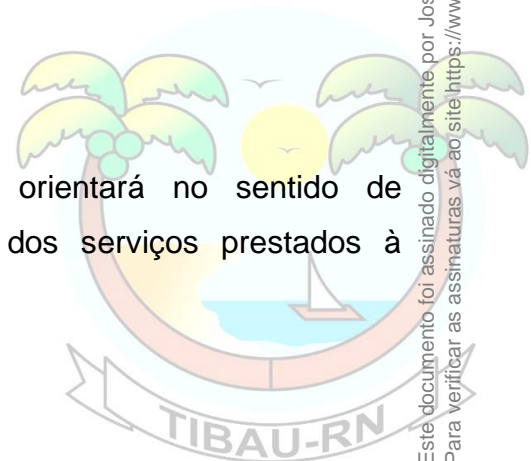 orientará no sentido de
dos serviços prestados à
TIBAU-RN
Este documento foi assinado digitalmente por Jos
Para verificar as assinaturas vá ao site https://ww